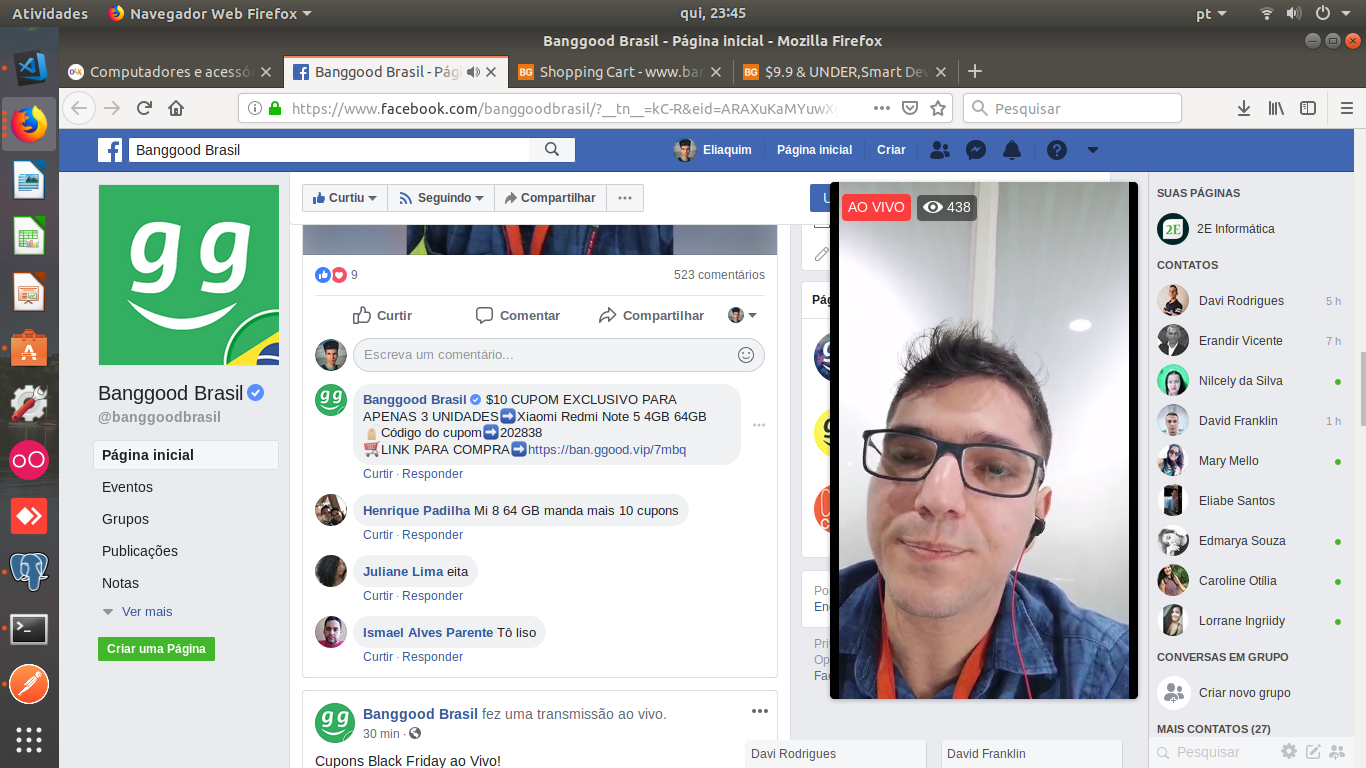 Atividades
Navegador Web Firefox
qui, 23:45
pt
Banggood Brasil - Página inicial - Mozilla Firefox
Computadores e acessór
Banggood Brasil - Pág
Shopping Cart - www.ban
$9.9 & UNDER,Smart Dev
https://www.facebook.com/banggoodbrasil/?__tn__=kC-R&eid=ARAXuKaMYuwX
Pesquisar
Banggood Brasil
Eliaquim
Página inicial
Criar
gg
Banggood Brasil
@banggoodbrasil
Página inicial
Eventos
Grupos
Publicações
Notas
Ver mais
Criar uma Página
Curtiu
Seguindo
Compartilhar
9
523 comentários
Curtir
Comentar
Compartilhar
Escreva um comentário...
Banggood Brasil $10 CUPOM EXCLUSIVO PARA
APENAS 3 UNIDADES➡Xiaomi Redmi Note 5 4GB 64GB
Código do cupom➡202838
LINK PARA COMPRA➡https://ban.ggood.vip/7mbq
Curtir · Responder
Henrique Padilha Mi 8 64 GB manda mais 10 cupons
Curtir · Responder
Juliane Lima eita
Curtir · Responder
Ismael Alves Parente Tô liso
Curtir · Responder
Banggood Brasil fez uma transmissão ao vivo.
30 min ·
Cupons Black Friday ao Vivo!
AO VIVO
438
SUAS PÁGINAS
2E Informática
CONTATOS
Davi Rodrigues 5 h
Erandir Vicente 7 h
Nilcely da Silva
David Franklin 1 h
Mary Mello
Eliabe Santos
Edmarya Souza
Caroline Otília
Lorrane Ingriidy
CONVERSAS EM GRUPO
Criar novo grupo
MAIS CONTATOS (27)
Pesquisar
Davi Rodrigues
David Franklin